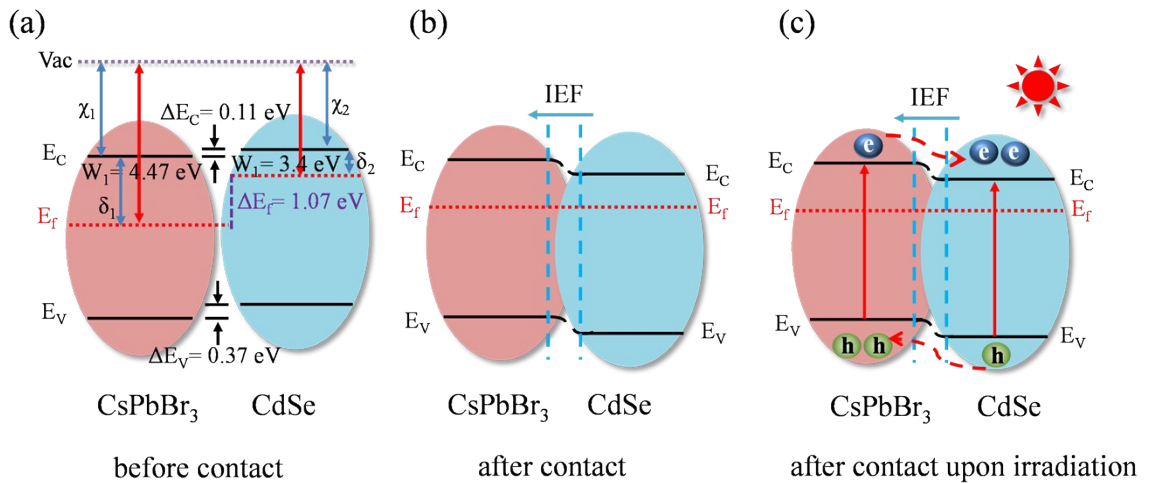 (a)
Vac
χ1
χ2
ΔEC= 0.11 eV
EC
W1= 4.47 eV
W1= 3.4 eV
δ2
δ1
ΔEf= 1.07 eV
Ef
EV
ΔEV= 0.37 eV
CsPbBr3
CdSe
before contact
(b)
IEF
EC
EC
Ef
Ef
EV
EV
CsPbBr3
CdSe
after contact
(c)
IEF
e
e e
EC
EC
Ef
Ef
EV
EV
h h
h
CsPbBr3
CdSe
after contact upon irradiation